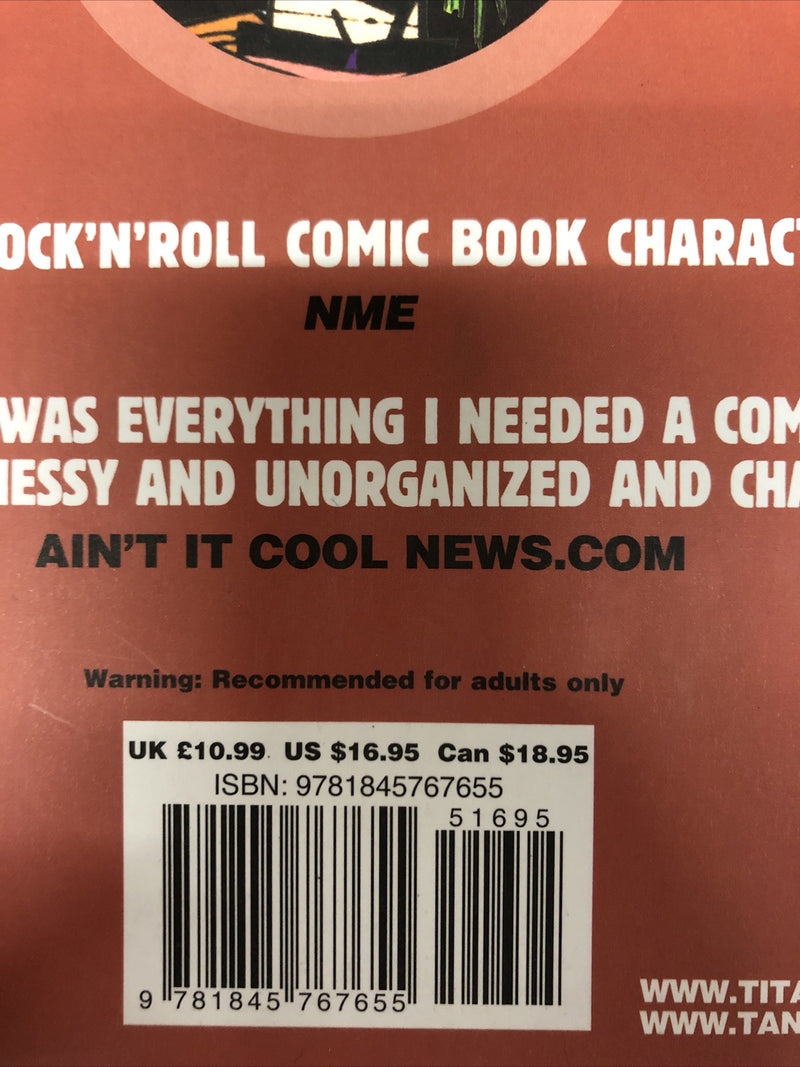 OCK'N'ROLL COMIC BOOK CHARACT
NME
WAS EVERYTHING I NEEDED A COM
ESSY AND UNORGANIZED AND CHA
AIN'T IT COOL NEWS.COM
Warning: Recommended for adults only
UK £10.99 US $16.95 Can $18.95
ISBN: 9781845767655
51695
9 781845 767655
WWW.TITA
WWW.TAN